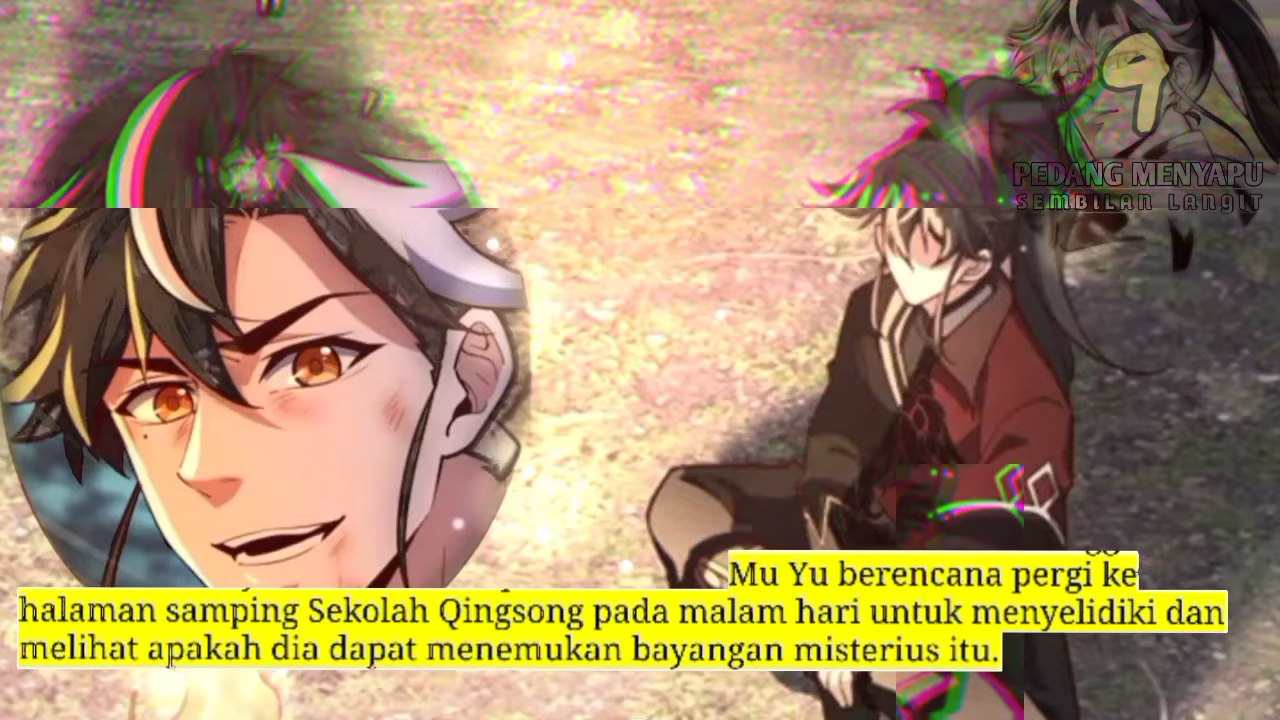 PEDANG MENYAPU
SEMBILAN LANGIT
Mu Yu berencana pergi ke
halaman samping Sekolah Qingsong pada malam hari untuk menyelidiki dan
melihat apakah dia dapat menemukan bayangan misterius itu.